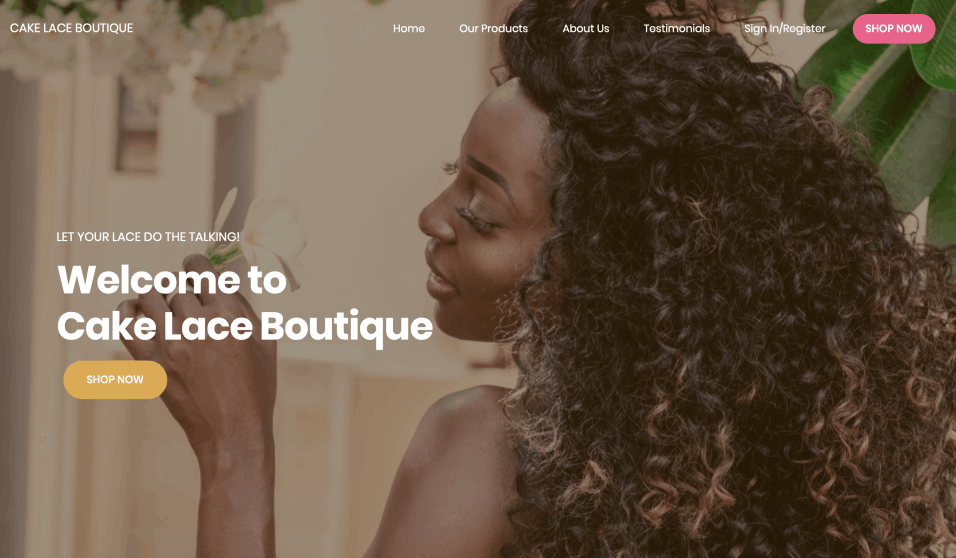 CAKE LACE BOUTIQUE
Home
Our Products
About Us
Testimonials
Sign In/Register
SHOP NOW
LET YOUR LACE DO THE TALKING!
Welcome to
Cake Lace Boutique
SHOP NOW